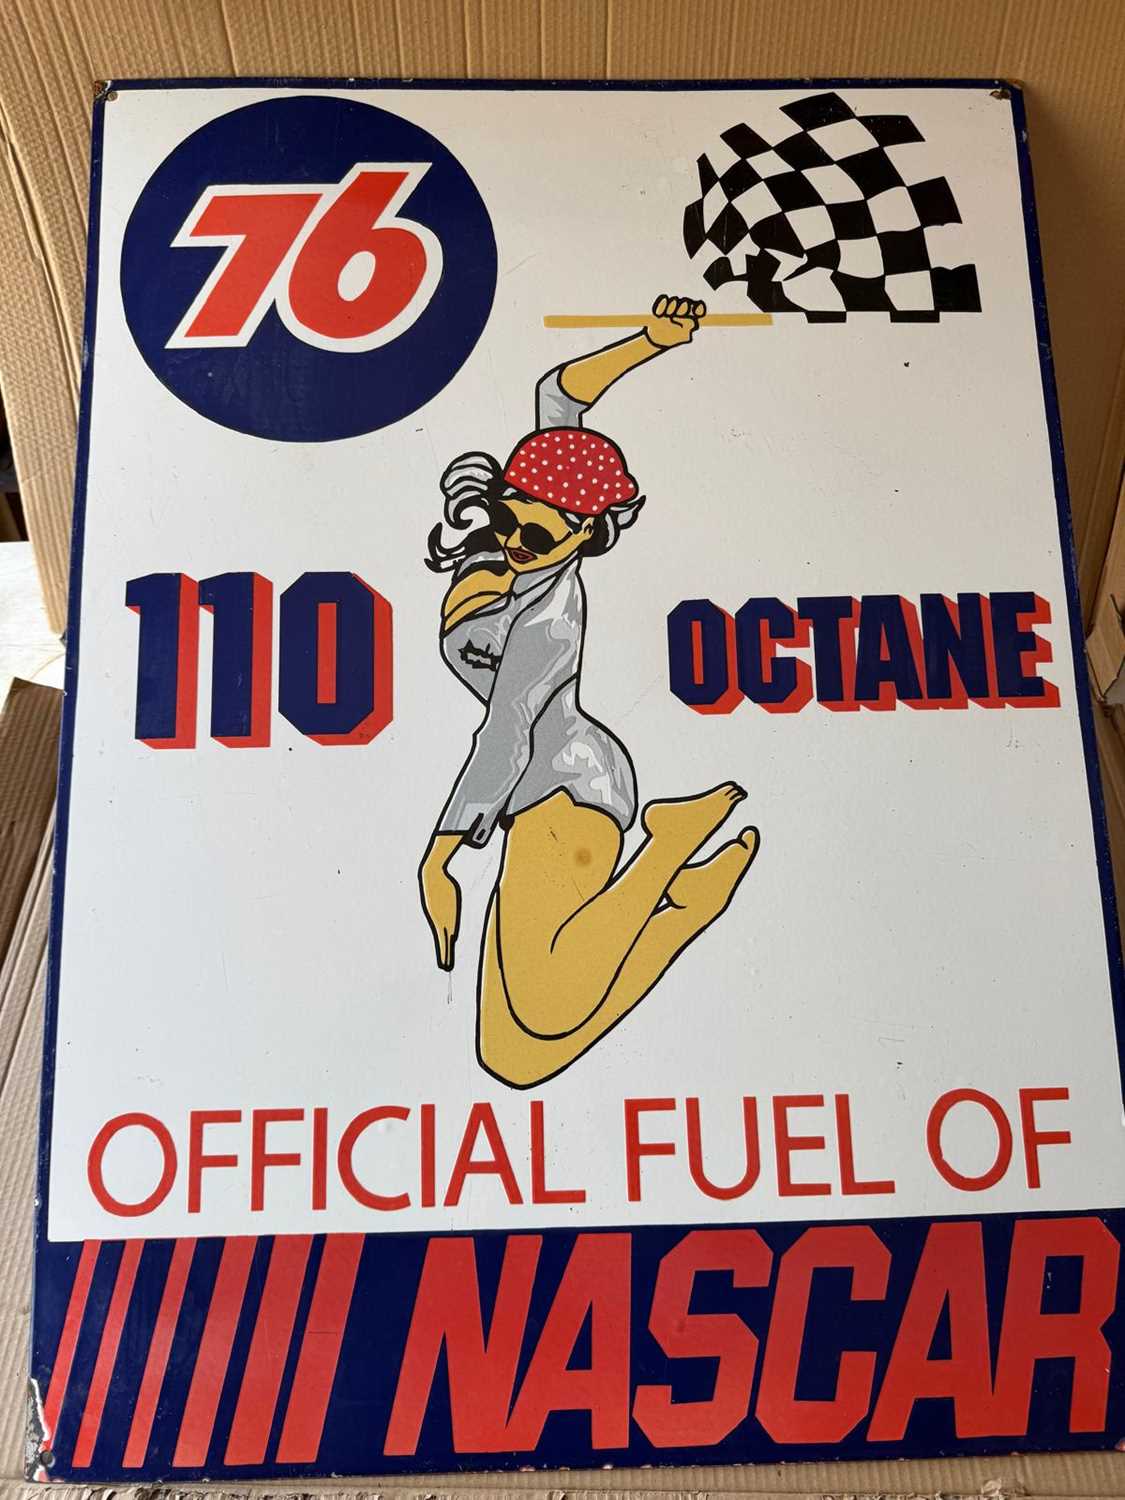 76
110 OCTANE
OFFICIAL FUEL OF
NASCAR